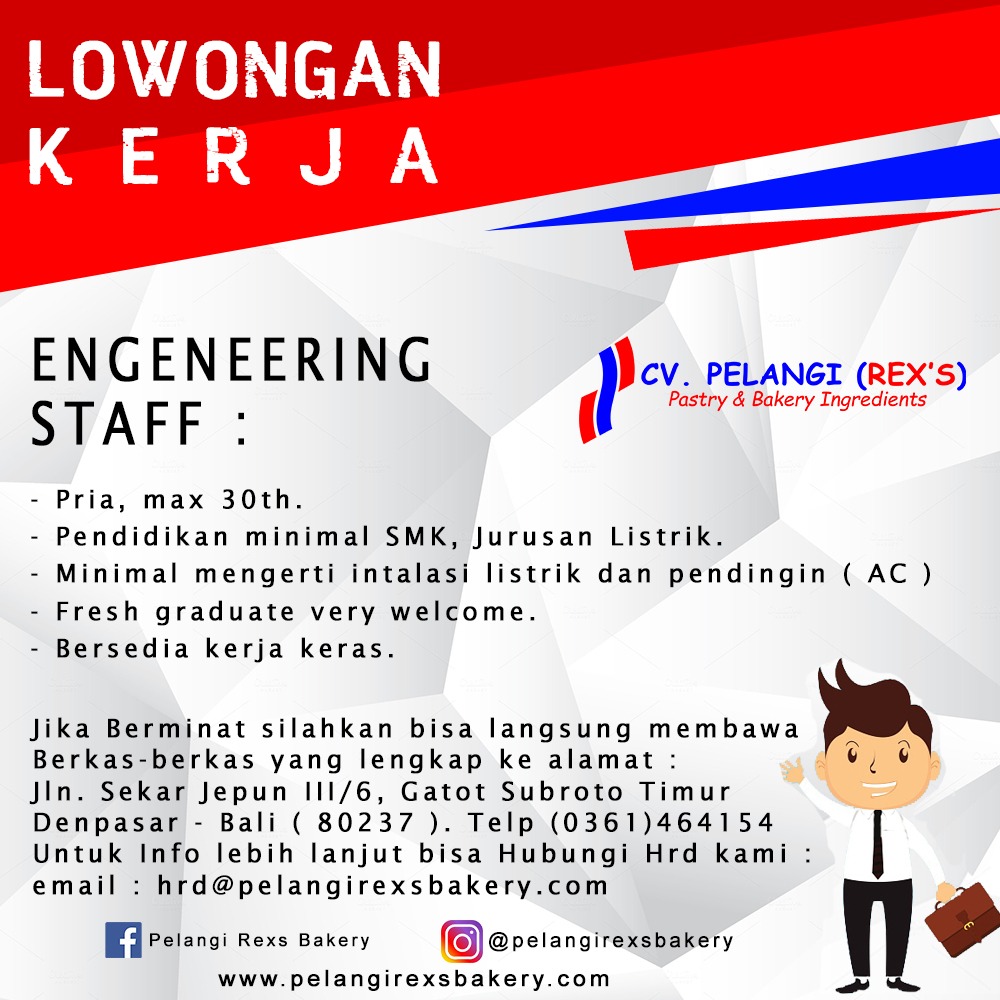 LOWONGAN
KERJA
ENGENEERING
STAFF :
CV. PELANGI (REX'S)
Pastry & Bakery Ingredients
- Pria, max 30th.
- Pendidikan minimal SMK, Jurusan Listrik.
- Minimal mengerti intalasi listrik dan pendingin ( AC )
- Fresh graduate very welcome.
- Bersedia kerja keras.
Jika Berminat silahkan bisa langsung membawa
Berkas-berkas yang lengkap ke alamat :
Jln. Sekar Jepun III/6, Gatot Subroto Timur
Denpasar - Bali ( 80237 ). Telp (0361)464154
Untuk Info lebih lanjut bisa Hubungi Hrd kami :
email : hrd@pelangirexsbakery.com
Pelangi Rexs Bakery
@pelangirexsbakery
www.pelangirexsbakery.com